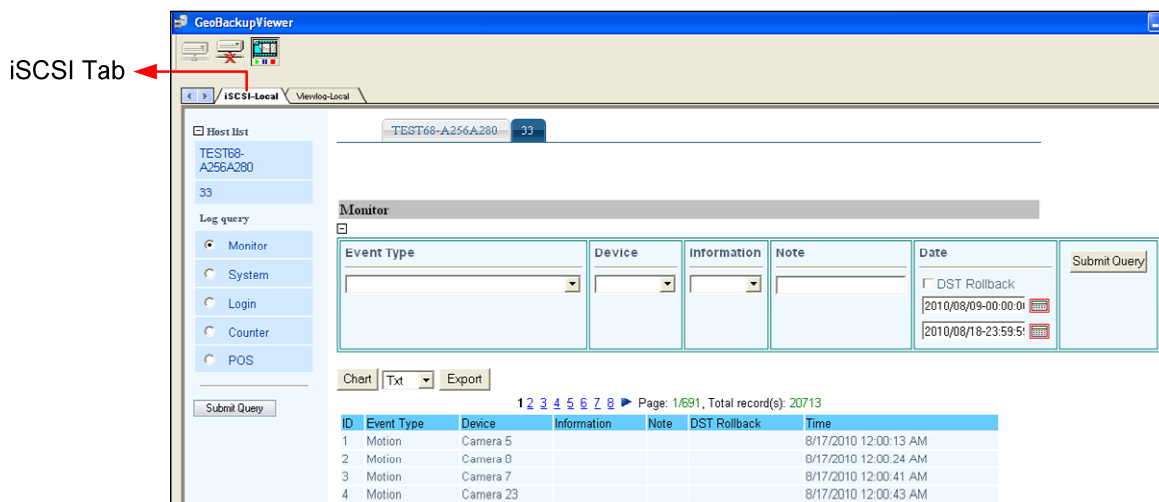 GeoBackupViewer
iSCSI Tab
iSCSI-Local Viewlog-Local
Host list
TEST68-
A256A280
33
Log query
Monitor
System
Login
Counter
POS
Submit Query
TEST68-A256A280 33
Monitor
Event Type Device Information Note Date
Submit Query
DST Rollback
2010/08/09-00:00:00
2010/08/18-23:59:59
Chart Txt Export
1 2 3 4 5 6 7 8 Page: 1/691, Total record(s): 20713
ID Event Type Device Information Note DST Rollback Time
1 Motion Camera 5 8/17/2010 12:00:13 AM
2 Motion Camera 8 8/17/2010 12:00:24 AM
3 Motion Camera 7 8/17/2010 12:00:41 AM
4 Motion Camera 23 8/17/2010 12:00:43 AM